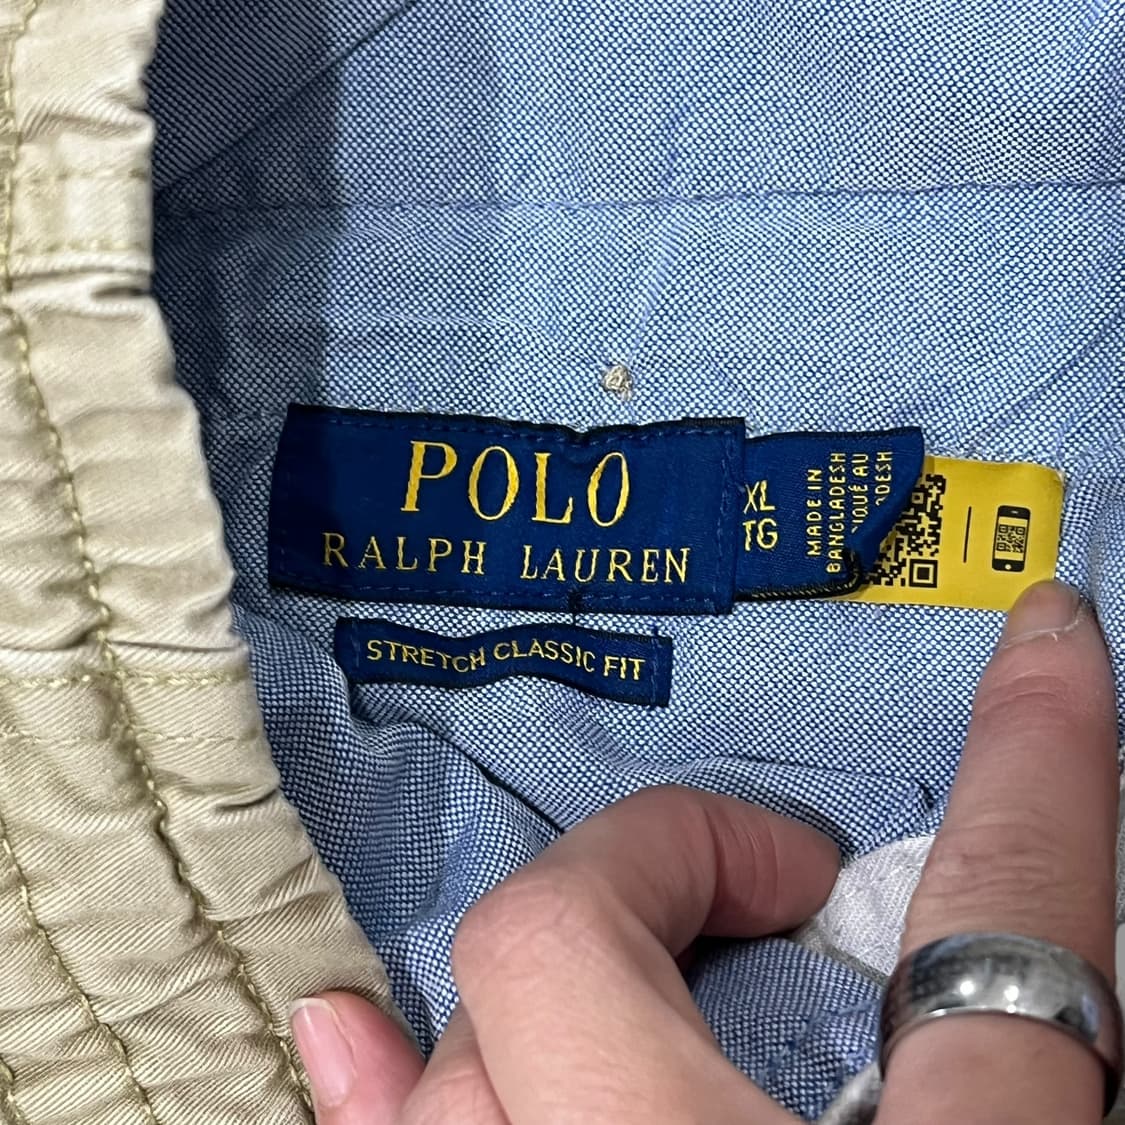 POLO
RALPH LAUREN
XL
TG
MADE IN
BANGLADESH
STRETCH CLASSIC FIT